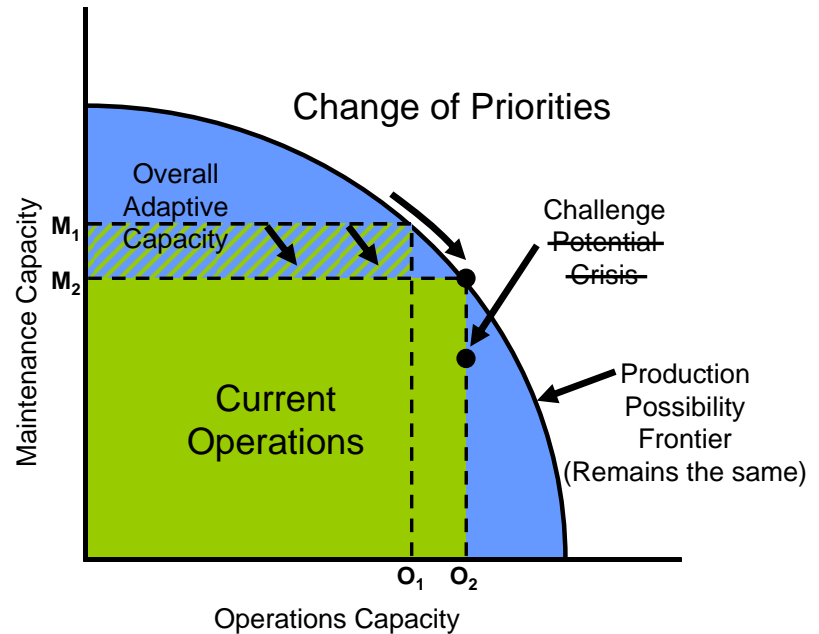 Change of Priorities
Overall
Adaptive
Capacity
Challenge
Potential
Crisis
M1
M2
Maintenance Capacity
Current
Operations
Production
Possibility
Frontier
(Remains the same)
O1 O2
Operations Capacity